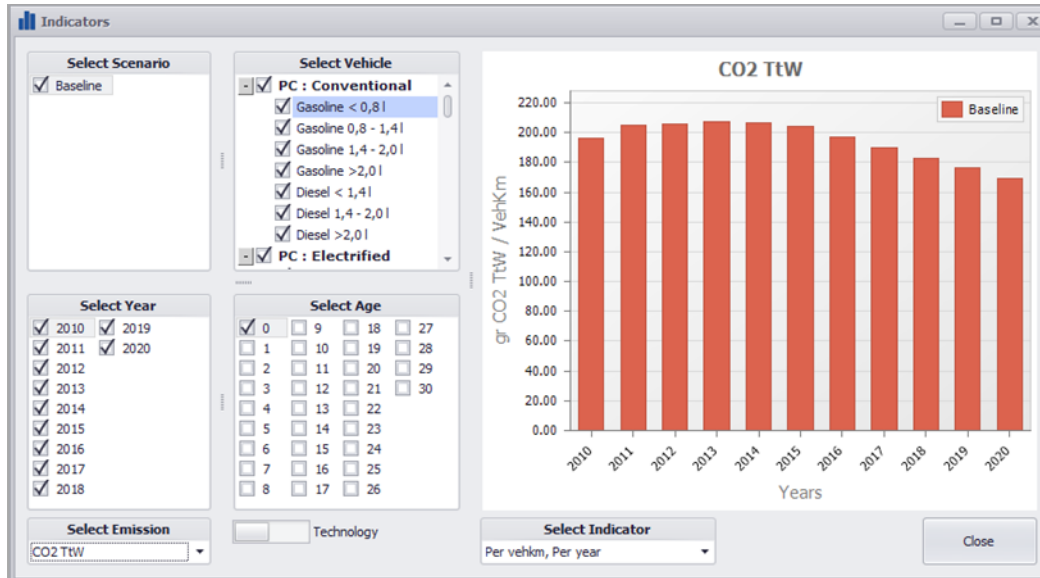 Indicators
Select Scenario
Baseline
Select Vehicle
PC : Conventional
Gasoline < 0,8 l
Gasoline 0,8 - 1,4 l
Gasoline 1,4 - 2,0 l
Gasoline >2,0 l
Diesel < 1,4 l
Diesel 1,4 - 2,0 l
Diesel >2,0 l
PC : Electrified
Select Year
2010 2019
2011 2020
2012
2013
2014
2015
2016
2017
2018
Select Age
0 9 18 27
1 10 19 28
2 11 20 29
3 12 21 30
4 13 22
5 14 23
6 15 24
7 16 25
8 17 26
Select Emission
CO2 TtW
Technology
CO2 TtW
Baseline
gr CO2 TtW / VehKm
220.00
200.00
180.00
160.00
140.00
120.00
100.00
80.00
60.00
40.00
20.00
0.00
2010 2011 2012 2013 2014 2015 2016 2017 2018 2019 2020
Years
Select Indicator
Per vehkm, Per year
Close